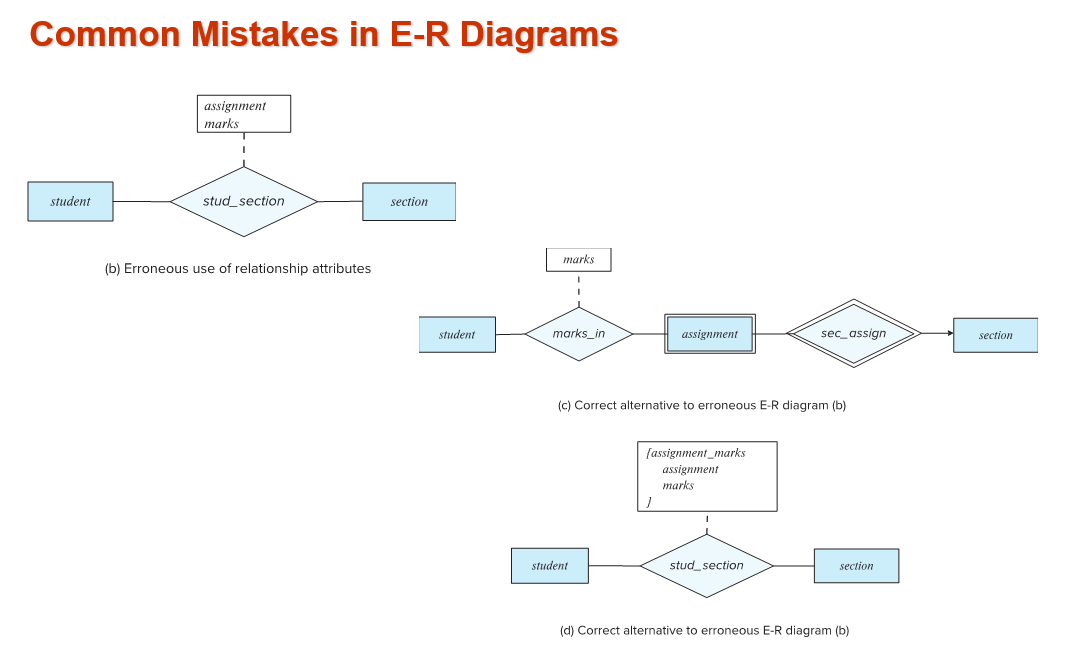 Common Mistakes in E-R Diagrams
assignment
marks
student
stud_section
section
(b) Erroneous use of relationship attributes
marks
student
marks_in
assignment
sec_assign
section
(c) Correct alternative to erroneous E-R diagram (b)
[assignment_marks
assignment
marks
]
student
stud_section
section
(d) Correct alternative to erroneous E-R diagram (b)